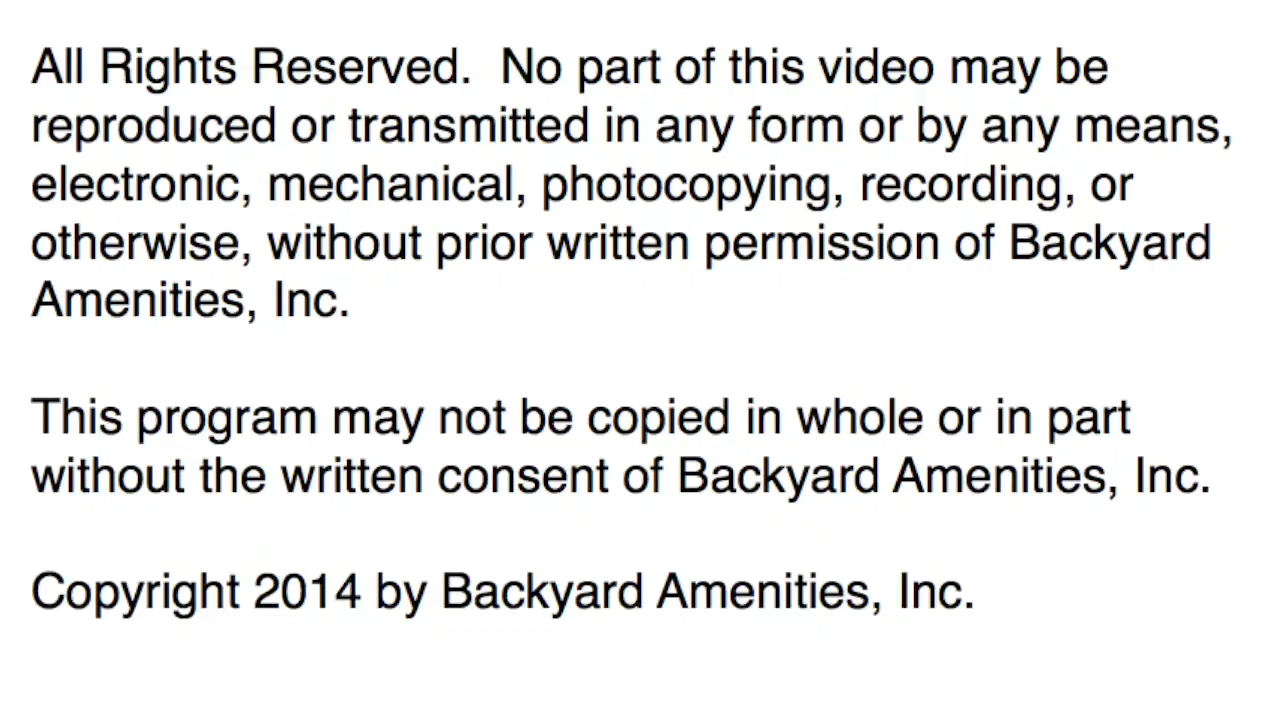 All Rights Reserved.  No part of this video may be
reproduced or transmitted in any form or by any means,
electronic, mechanical, photocopying, recording, or
otherwise, without prior written permission of Backyard
Amenities, Inc.
This program may not be copied in whole or in part
without the written consent of Backyard Amenities, Inc.
Copyright 2014 by Backyard Amenities, Inc.